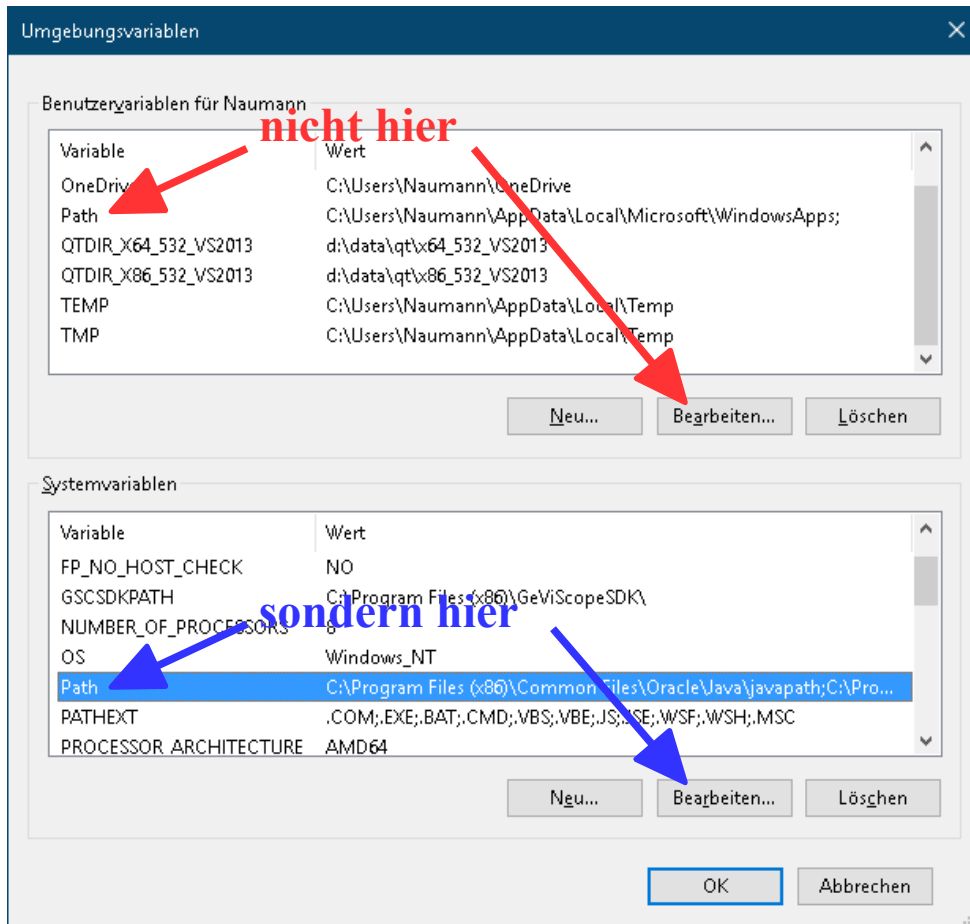 Umgebungsvariablen
Benutzervariablen für Naumann
nicht hier
Variable Wert
OneDrive C:\Users\Naumann\OneDrive
Path C:\Users\Naumann\AppData\Local\Microsoft\WindowsApps;
QTDIR_X64_532_VS2013 d:\data\qt\x64_532_VS2013
QTDIR_X86_532_VS2013 d:\data\qt\x86_532_VS2013
TEMP C:\Users\Naumann\AppData\Local\Temp
TMP C:\Users\Naumann\AppData\Local\Temp
Neu... Bearbeiten... Löschen
Systemvariablen
Variable Wert
FP_NO_HOST_CHECK NO
GSCSDKPATH C:\Program Files (x86)\GeViScopeSDK\
sondern hier
NUMBER_OF_PROCESSORS 8
OS Windows_NT
Path C:\Program Files (x86)\Common Files\Oracle\Java\javapath;C:\Pro...
PATHEXT .COM;.EXE;.BAT;.CMD;.VBS;.VBE;.JS;.JSE;.WSF;.WSH;.MSC
PROCESSOR_ARCHITECTURE AMD64
Neu... Bearbeiten... Löschen
OK Abbrechen